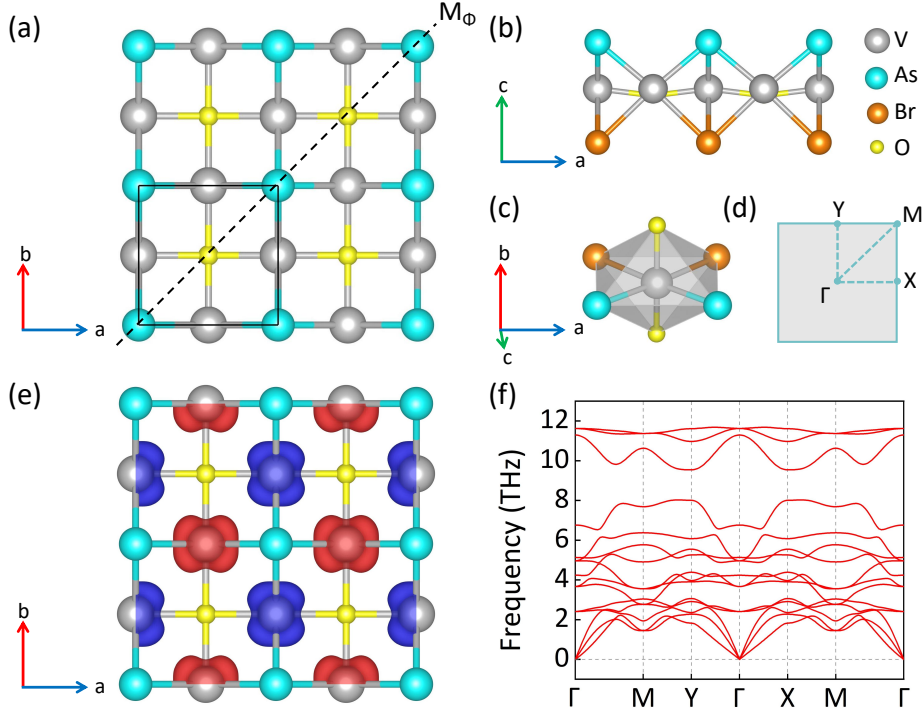 (a)
M_Φ
b
a
(b)
c
a
V
As
Br
O
(c)
b
a
c
(d)
Y
M
Γ
X
(e)
b
a
(f)
Frequency (THz)
12
10
8
6
4
2
0
Γ M Y Γ X M Γ